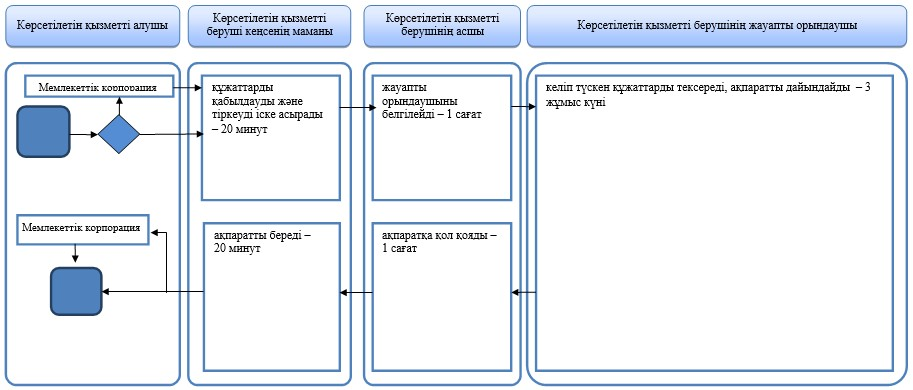 Көрсетілетін қызметті алушы
Көрсетілетін қызметті
беруші кеңсенің маманы
Көрсетілетін қызметті
берушінің асшы
Көрсетілетін қызметті берушінің жауапты орындаушы
Мемлекеттік корпорация
құжаттарды
қабылдауды және
тіркеуді іске асырады
– 20 минут
жауапты
орындаушыны
белгілейді – 1 сағат
келіп түскен құжаттарды тексереді, ақпаратты дайындайды – 3
жұмыс күні
Мемлекеттік корпорация
ақпаратты береді –
20 минут
ақпаратқа қол қояды –
1 сағат